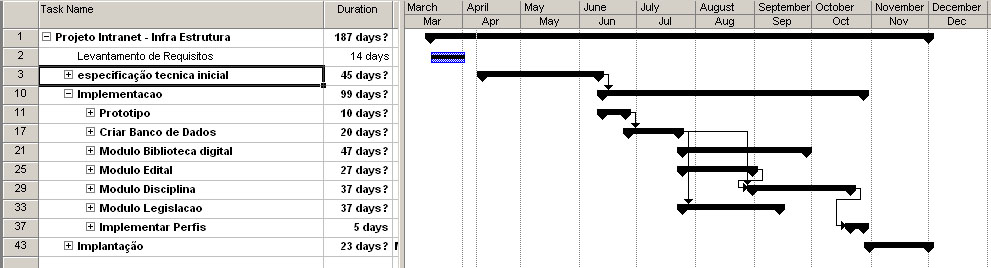 Task Name Duration March April May June July August September October November December
Mar Apr May Jun Jul Aug Sep Oct Nov Dec
1 Projeto Intranet - Infra Estrutura 187 days ?
2 Levantamento de Requisitos 14 days
3 especificação tecnica inicial 45 days ?
10 Implementacao 99 days ?
11 Prototipo 10 days ?
17 Criar Banco de Dados 20 days ?
21 Modulo Biblioteca digital 47 days ?
25 Modulo Edital 27 days ?
29 Modulo Disciplina 37 days ?
33 Modulo Legislacao 37 days ?
37 Implementar Perfis 5 days
43 Implantação 23 days ?